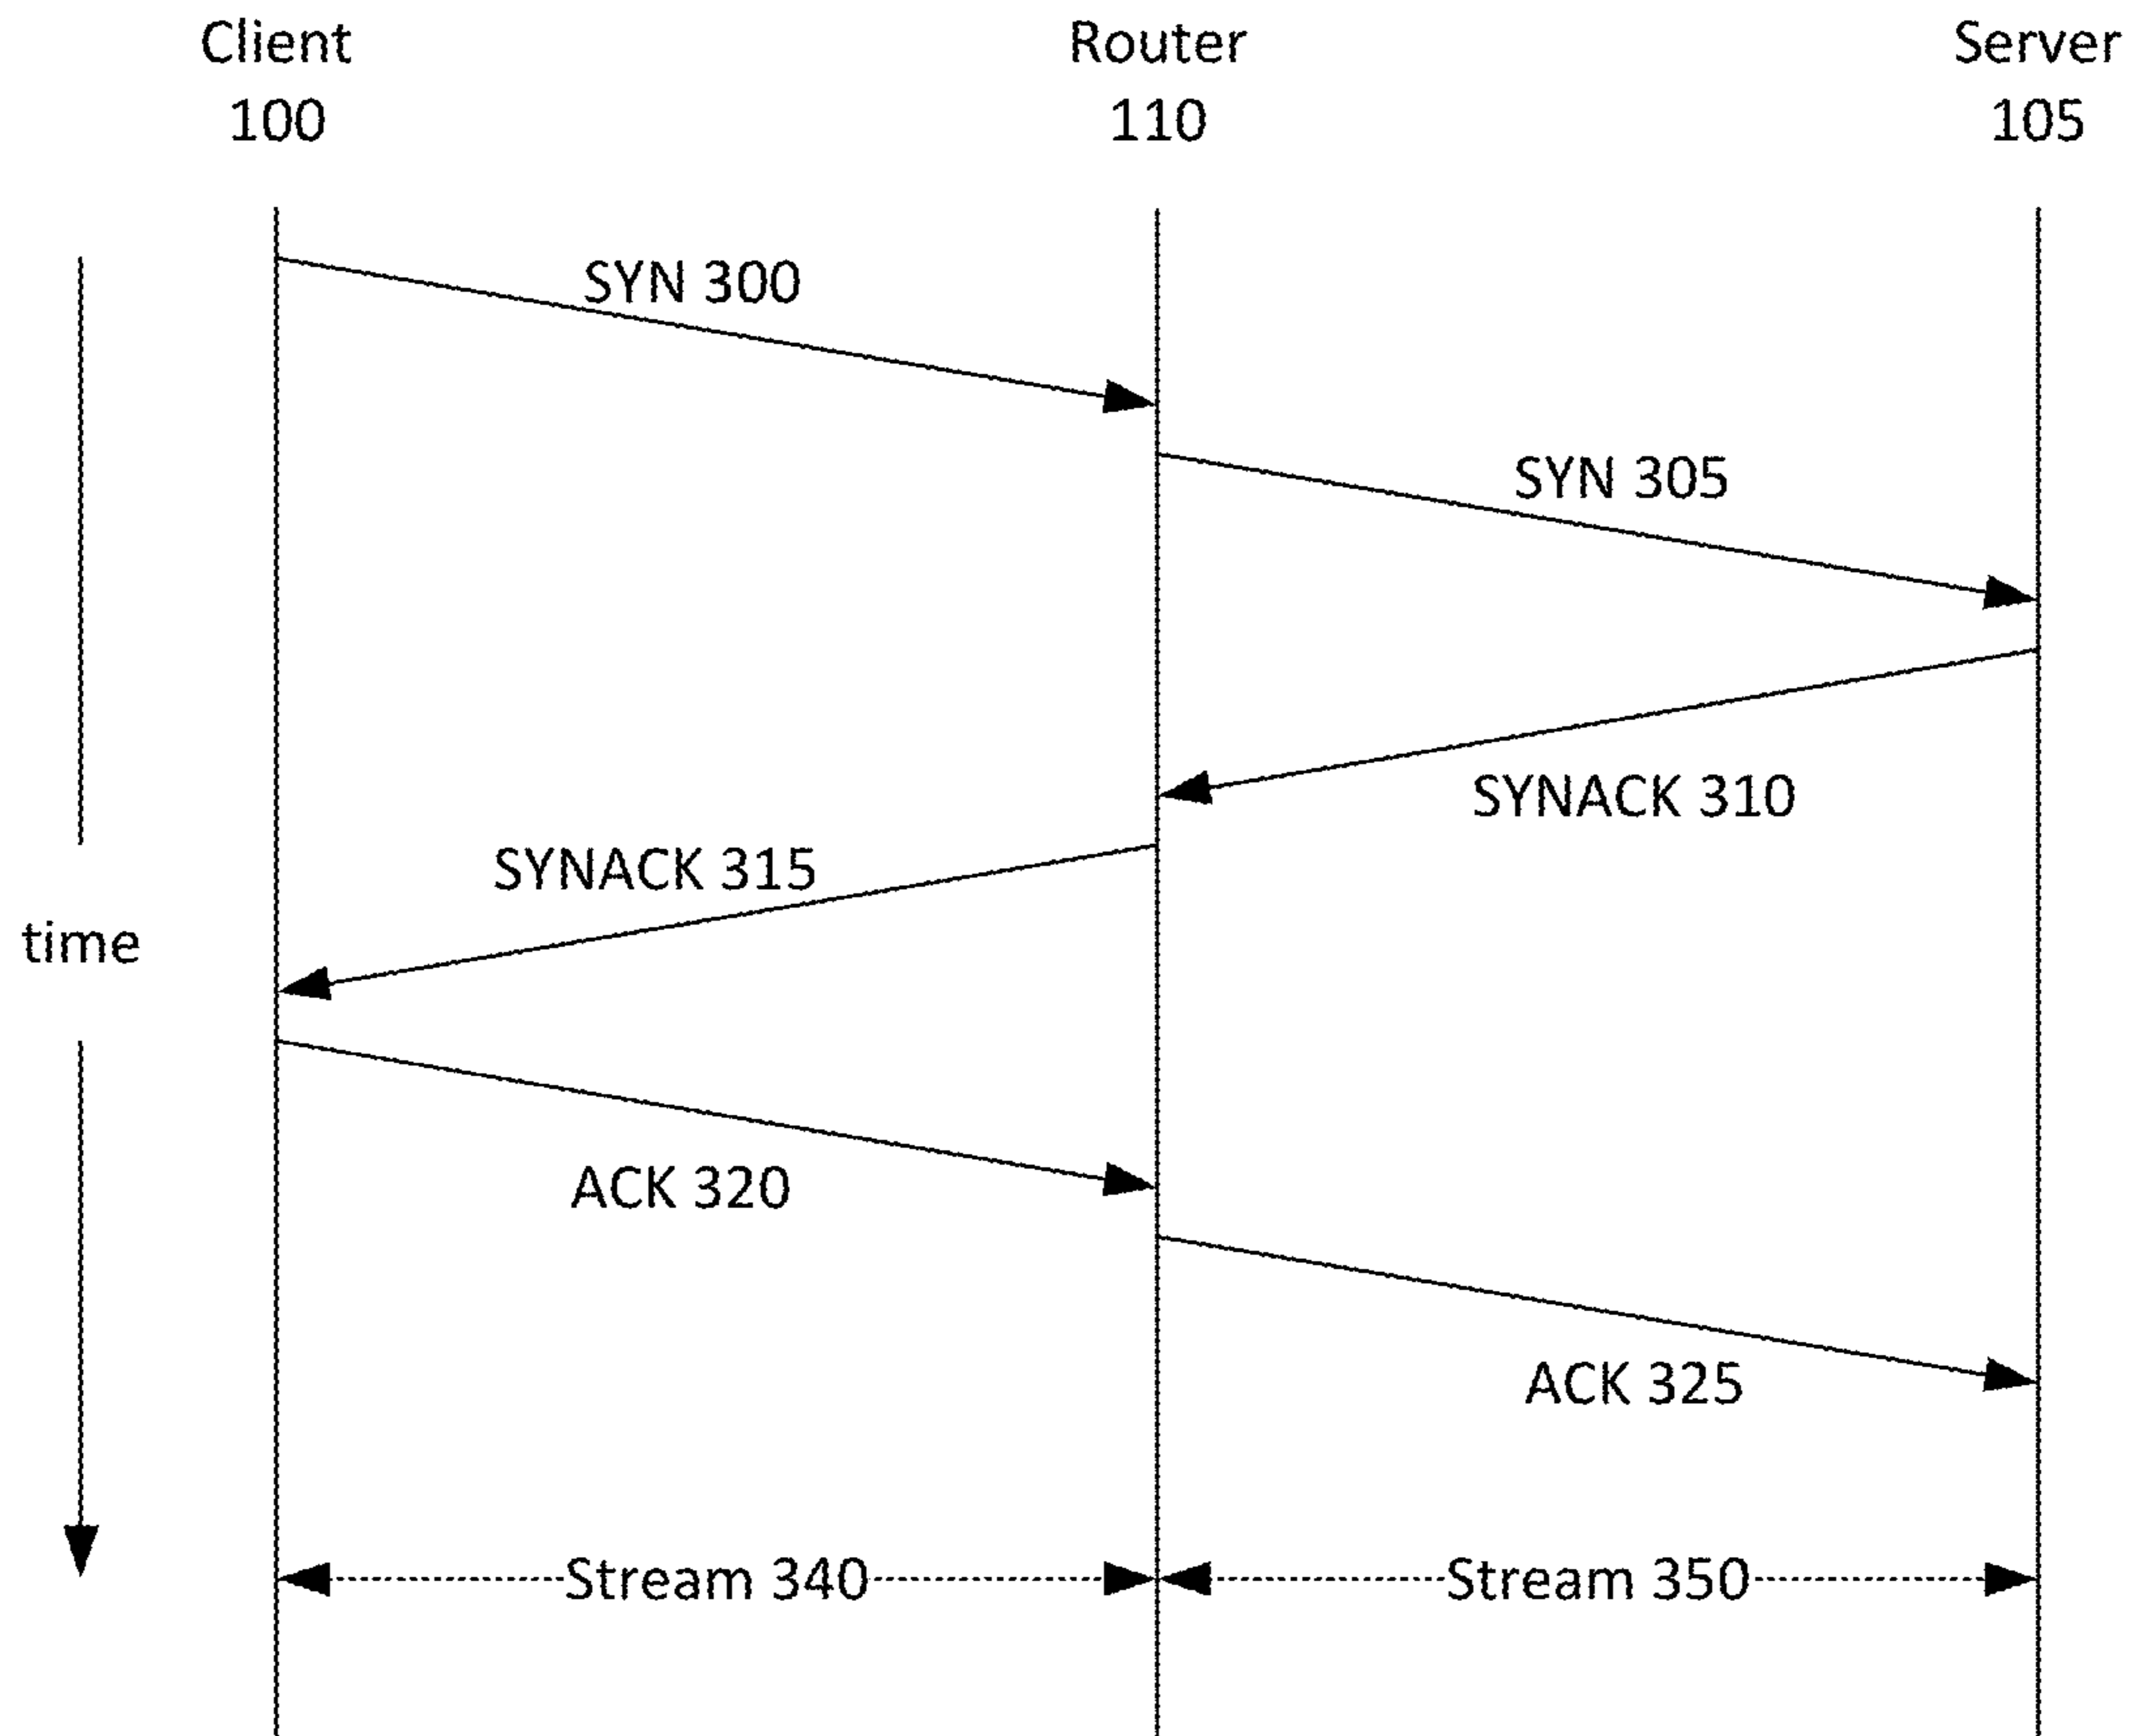 Client
100
Router
110
Server
105
SYN 300
SYN 305
SYNACK 310
SYNACK 315
time
ACK 320
ACK 325
Stream 340
Stream 350